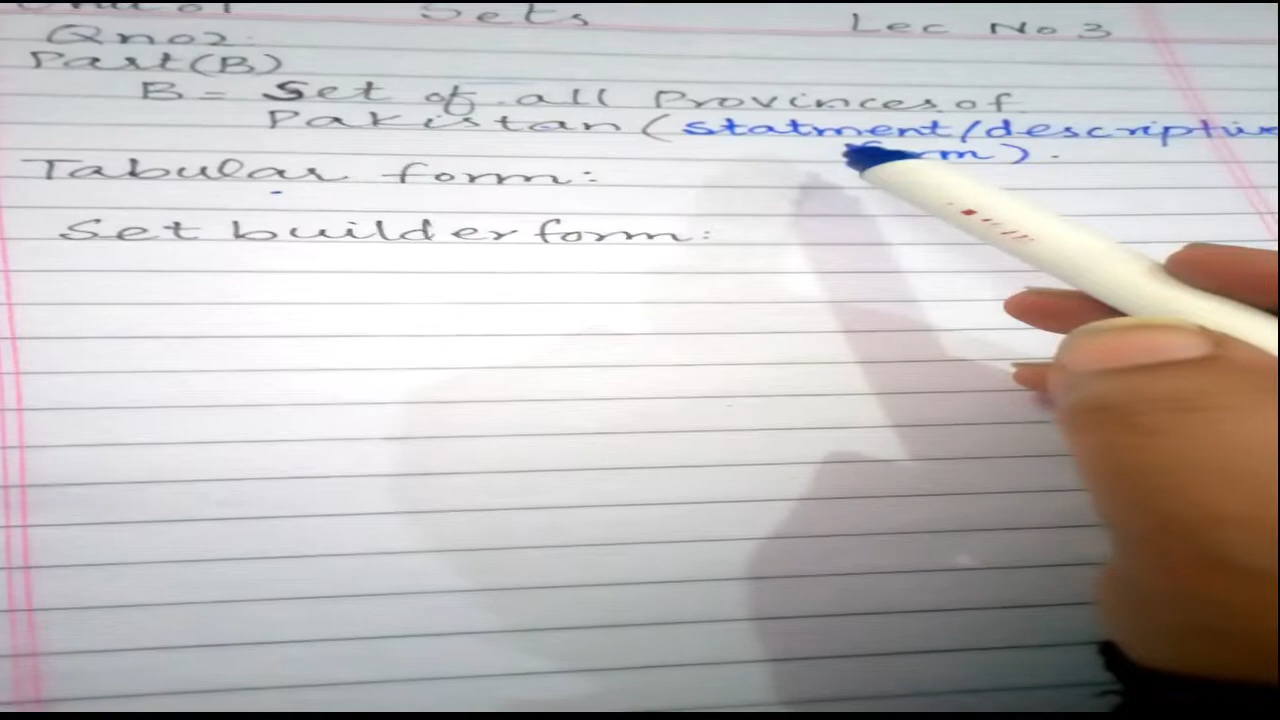 Sets Lec No 3
Qno2.
Part(B)
B = Set of all Provinces of
Pakistan (statment/descriptive
form).
Tabular form:
Set builder form: